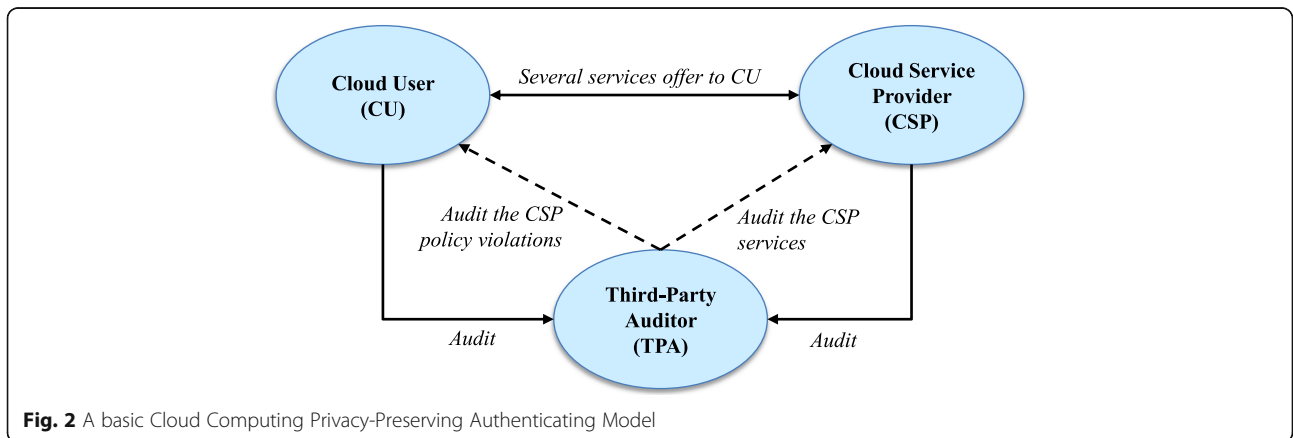 Cloud User
(CU)
Several services offer to CU
Cloud Service
Provider
(CSP)
Audit the CSP
policy violations
Audit the CSP
services
Third-Party
Auditor
(TPA)
Audit
Audit
Fig. 2 A basic Cloud Computing Privacy-Preserving Authenticating Model